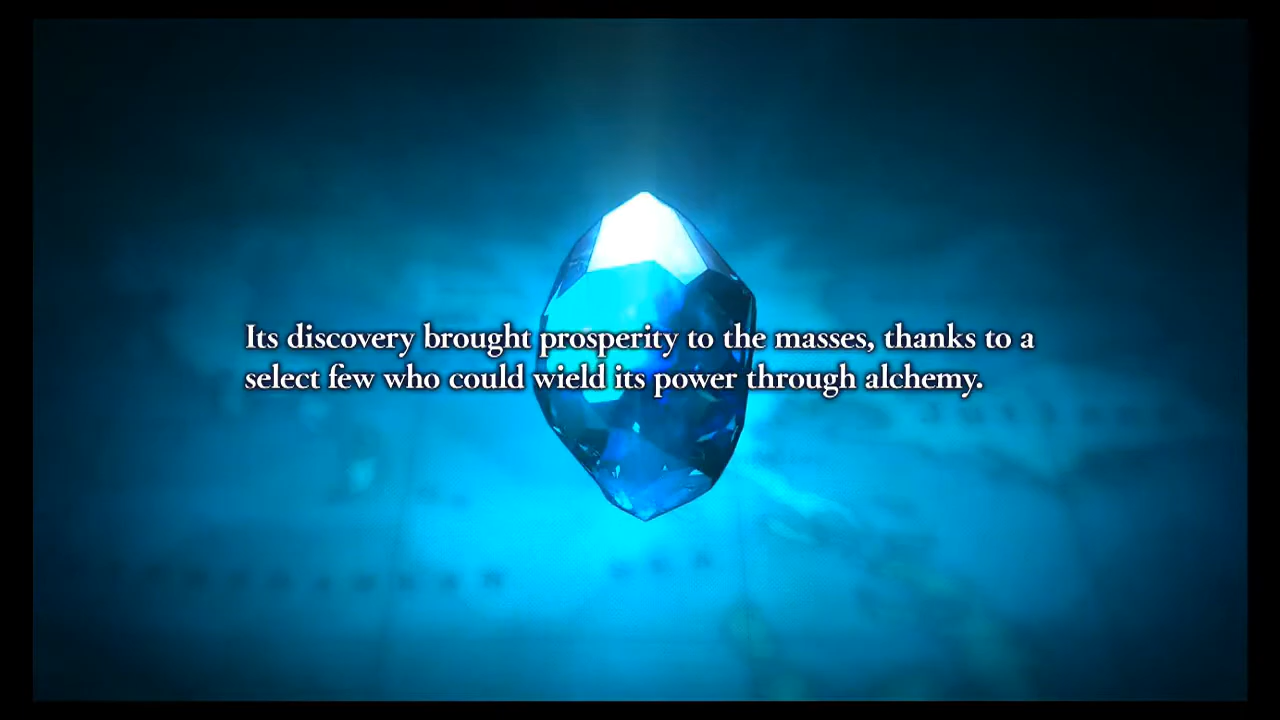 Its discovery brought prosperity to the masses, thanks to a
select few who could wield its power through alchemy.